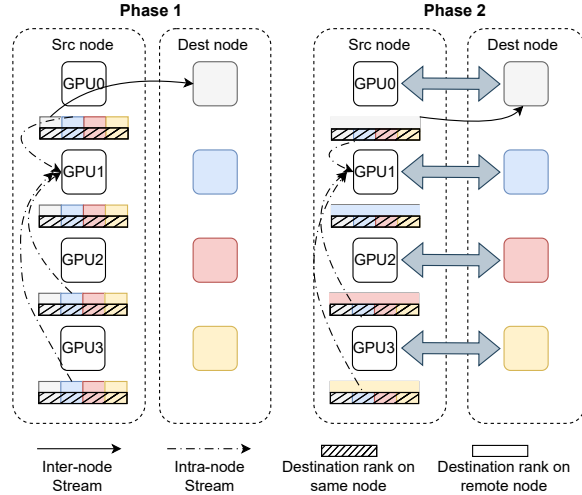 Phase 1
Phase 2
Src node
Dest node
Src node
Dest node
GPU0
GPU0
GPU1
GPU1
GPU2
GPU2
GPU3
GPU3
Inter-node
Stream
Intra-node
Stream
Destination rank on
same node
Destination rank on
remote node